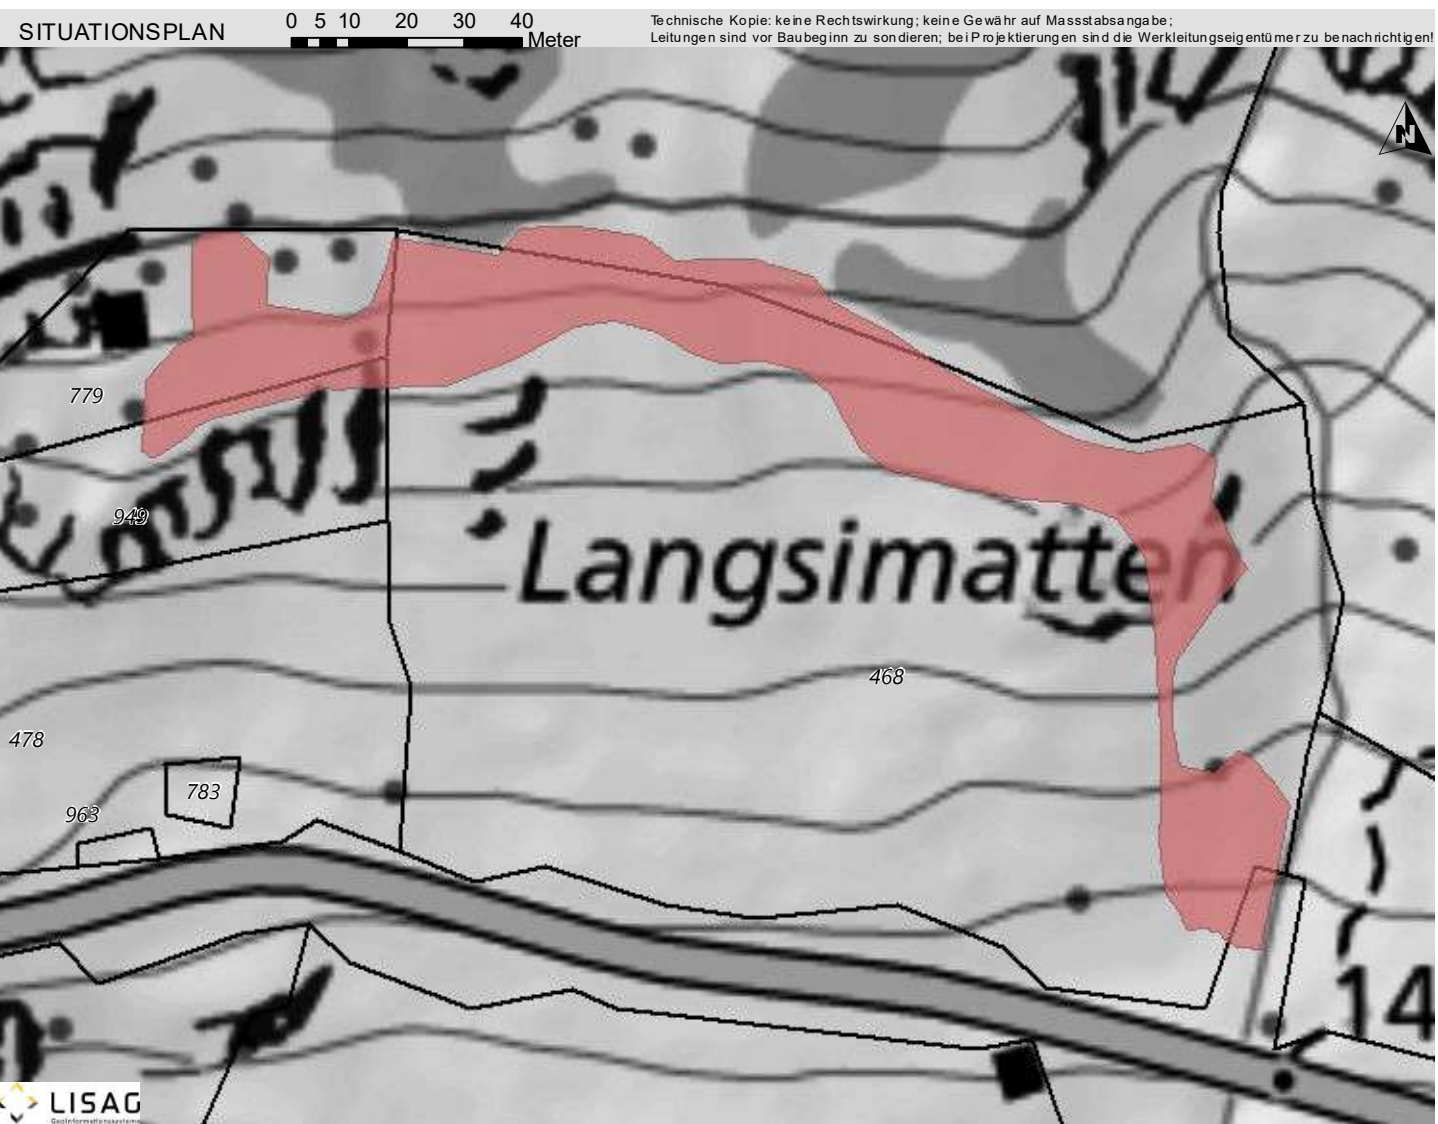 SITUATIONSPLAN
0 5 10 20 30 40
Meter
Technische Kopie: keine Rechtswirkung; keine Gewähr auf Massstabsangabe;
Leitungen sind vor Baubeginn zu sondieren; bei Projektierungen sind die Werkleitungseigentümer zu benachrichtigen!
N
779
949
Langsimatten
468
478
783
963
14
LISAG
Geoinformationssysteme